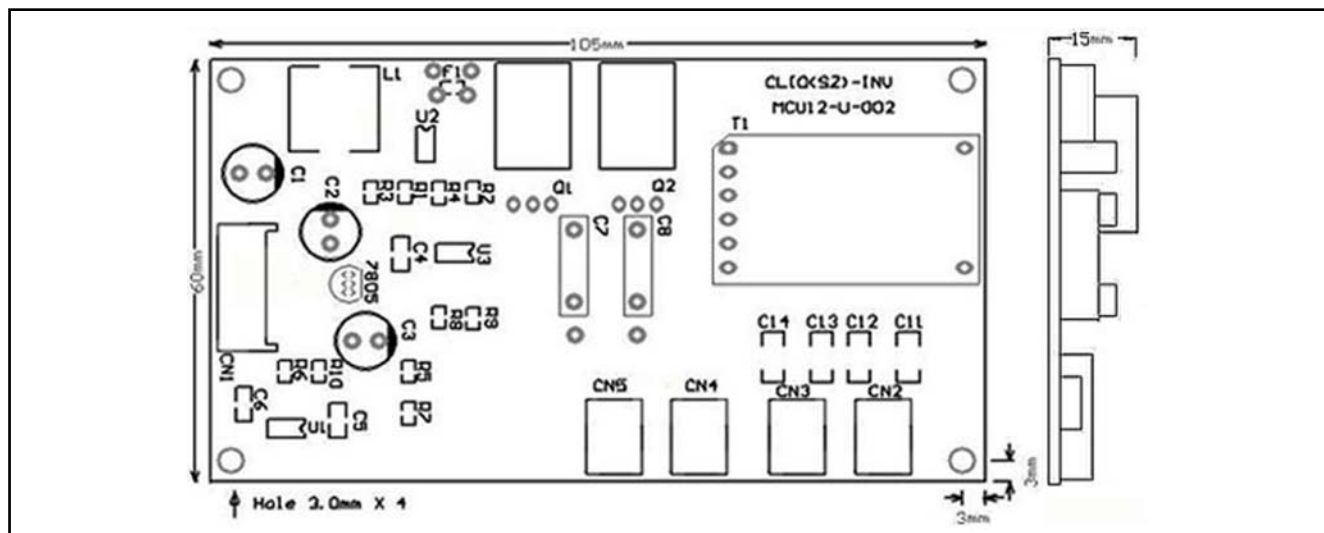 105mm
15mm
60mm
L1
F1
CL[O(S2)-INV
MCU12-U-002
U2
T1
C1
C2
R3
R1
R4
R2
Q1
Q2
C7
C8
C4
U3
7805
C3
R8
R9
C14
C13
C12
C11
CN1
R6
R10
R5
C6
U1
C5
R7
CN5
CN4
CN3
CN2
3mm
3mm
Hole 3.0mm X 4